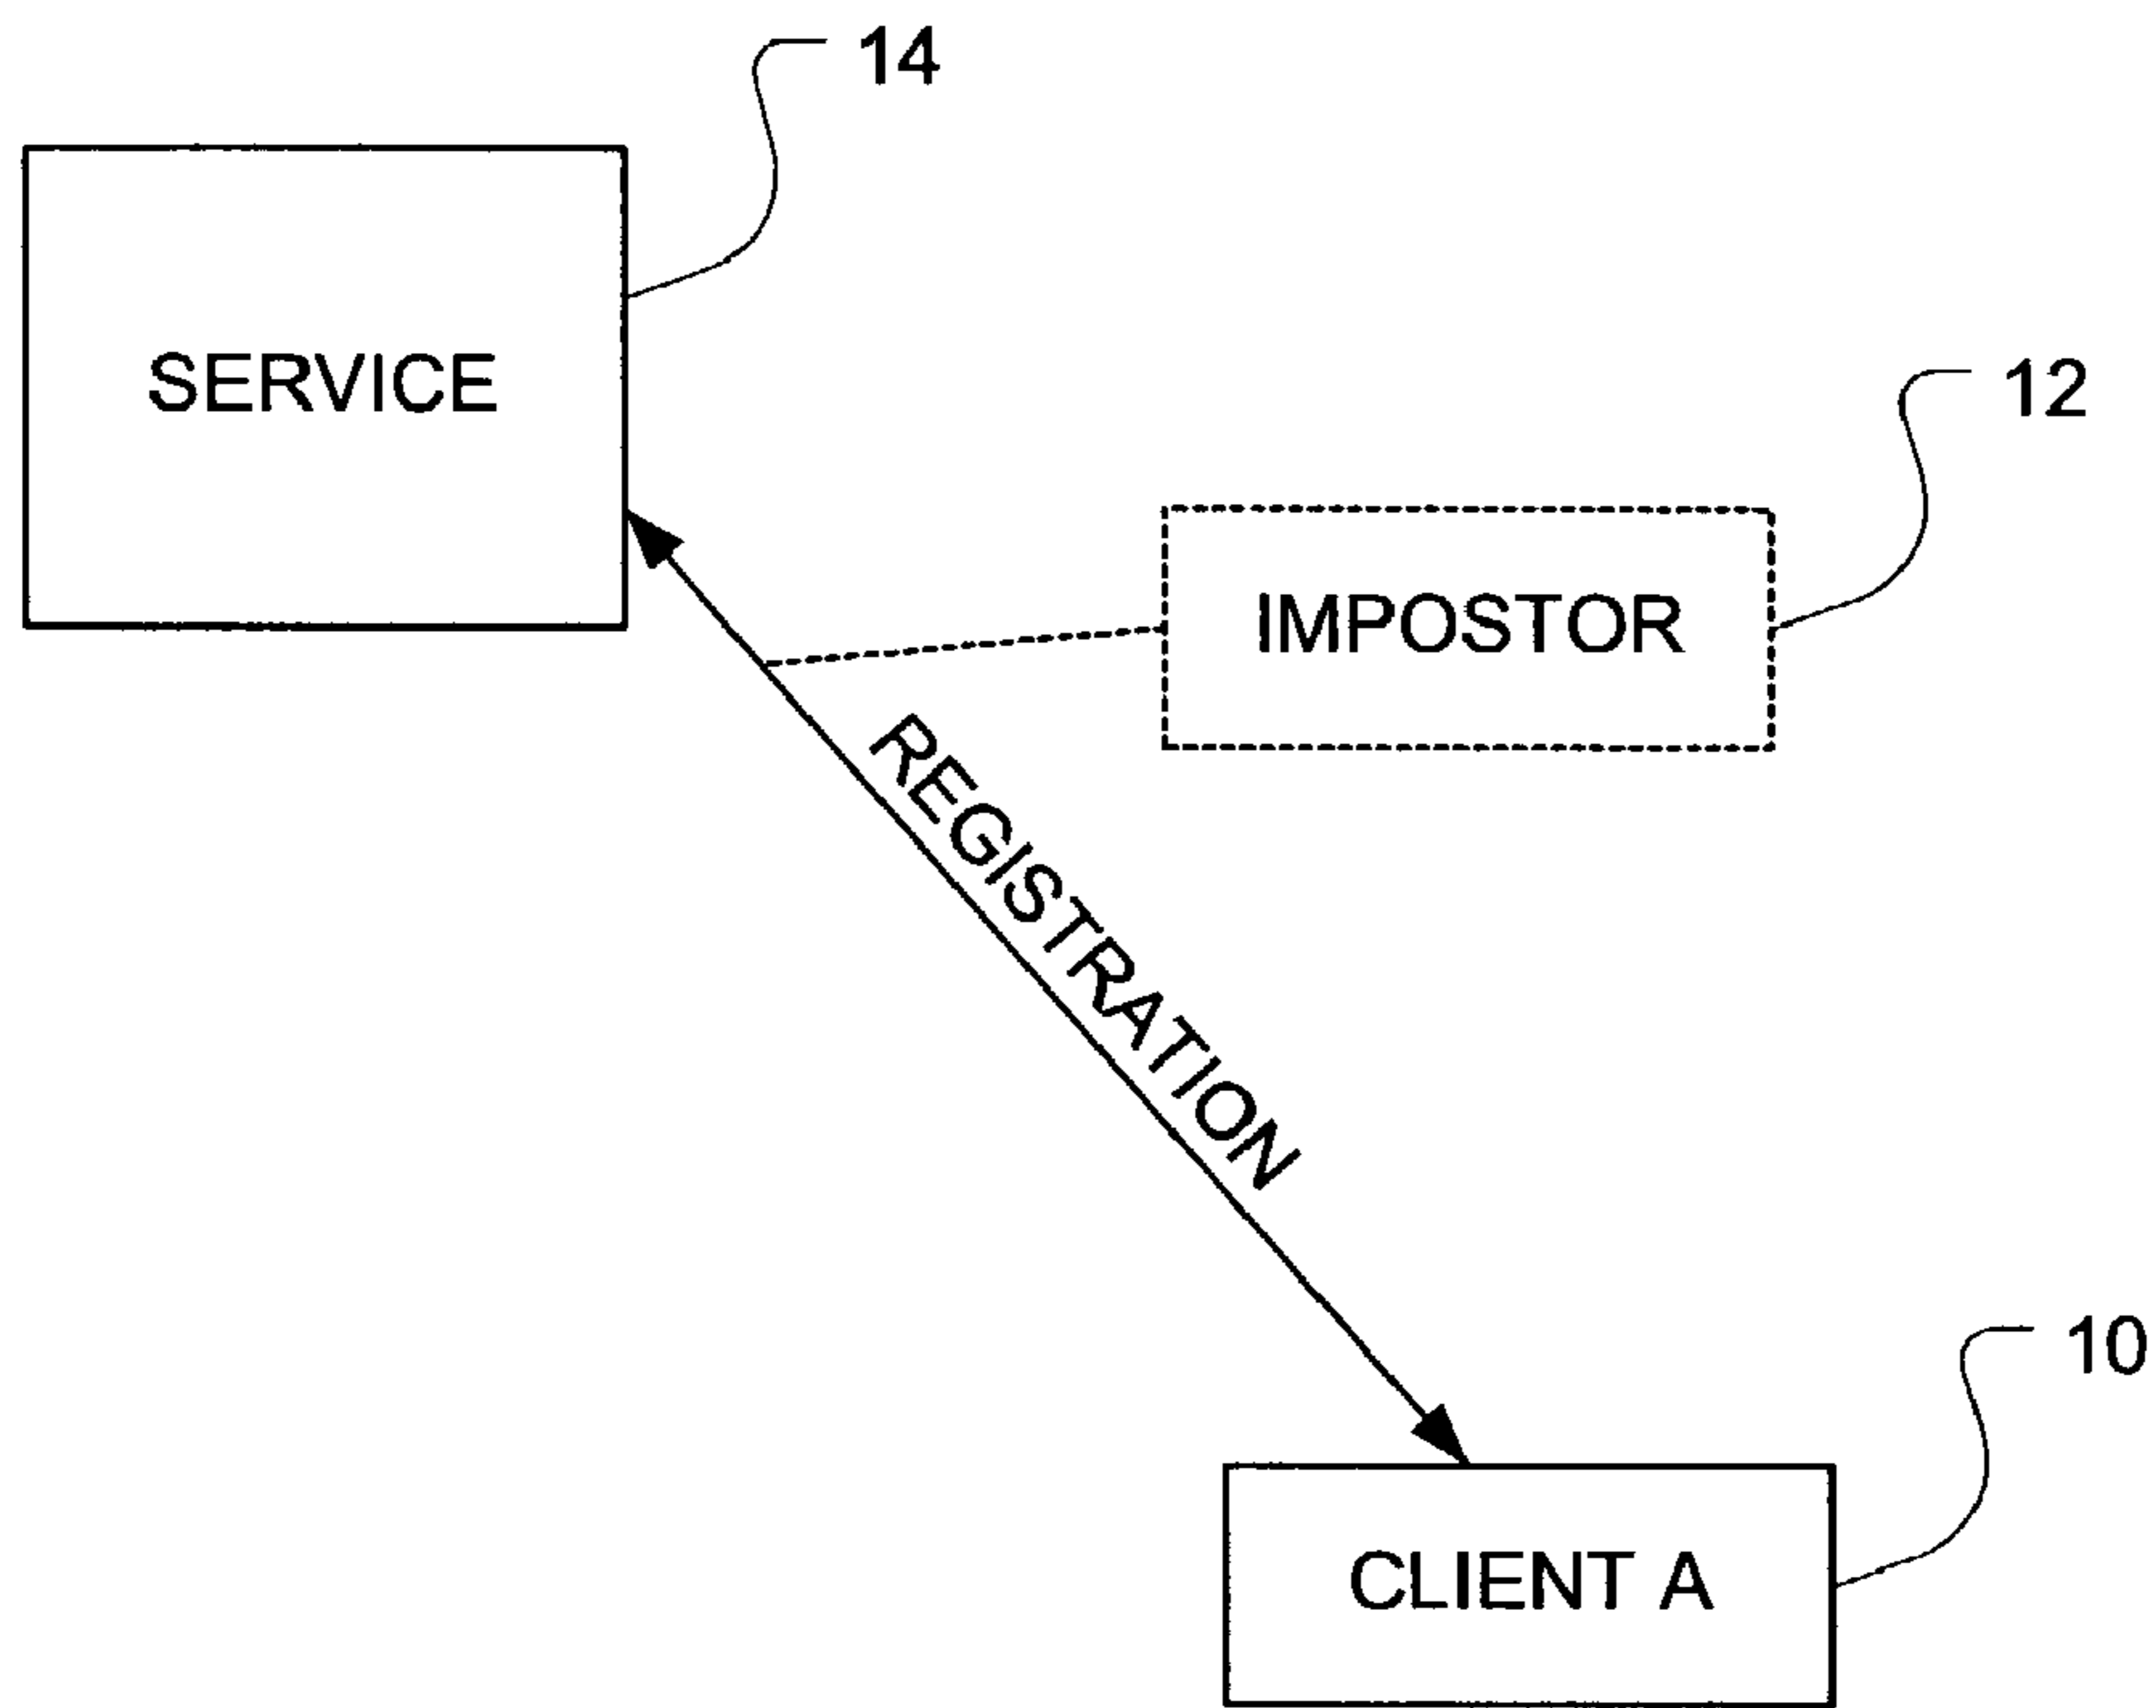 14
SERVICE
12
IMPOSTOR
REGISTRATION
10
CLIENT A